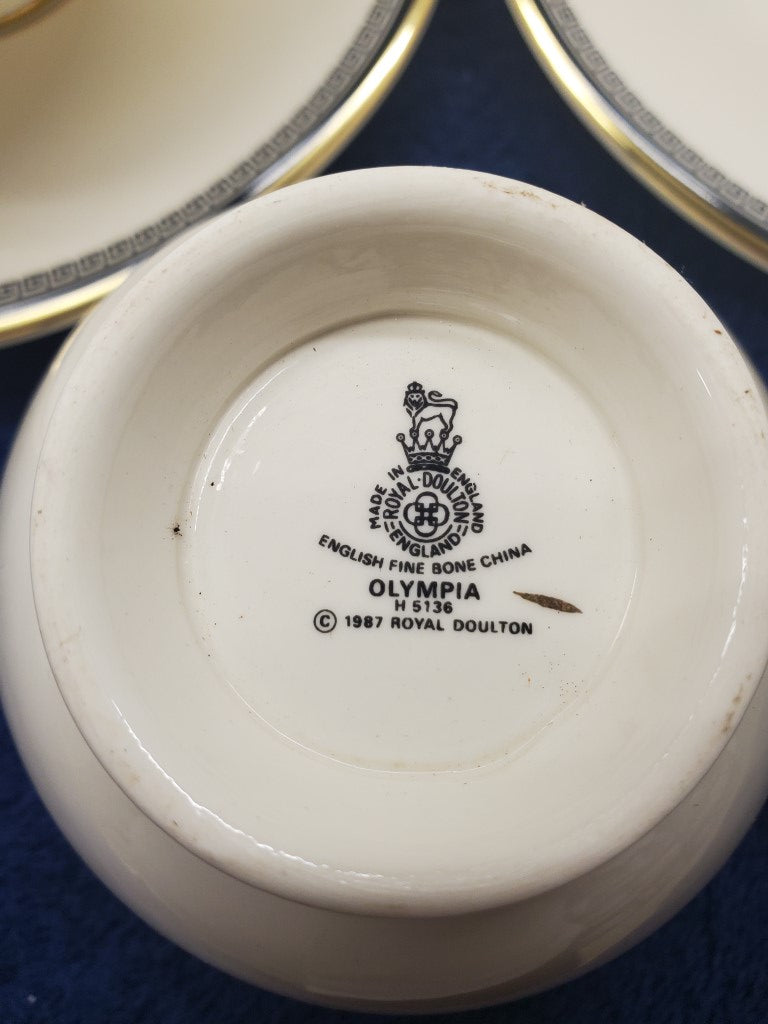 MADE IN ENGLAND
ROYAL·DOULTON
ENGLAND
ENGLISH FINE BONE CHINA
OLYMPIA
H 5136
© 1987 ROYAL DOULTON